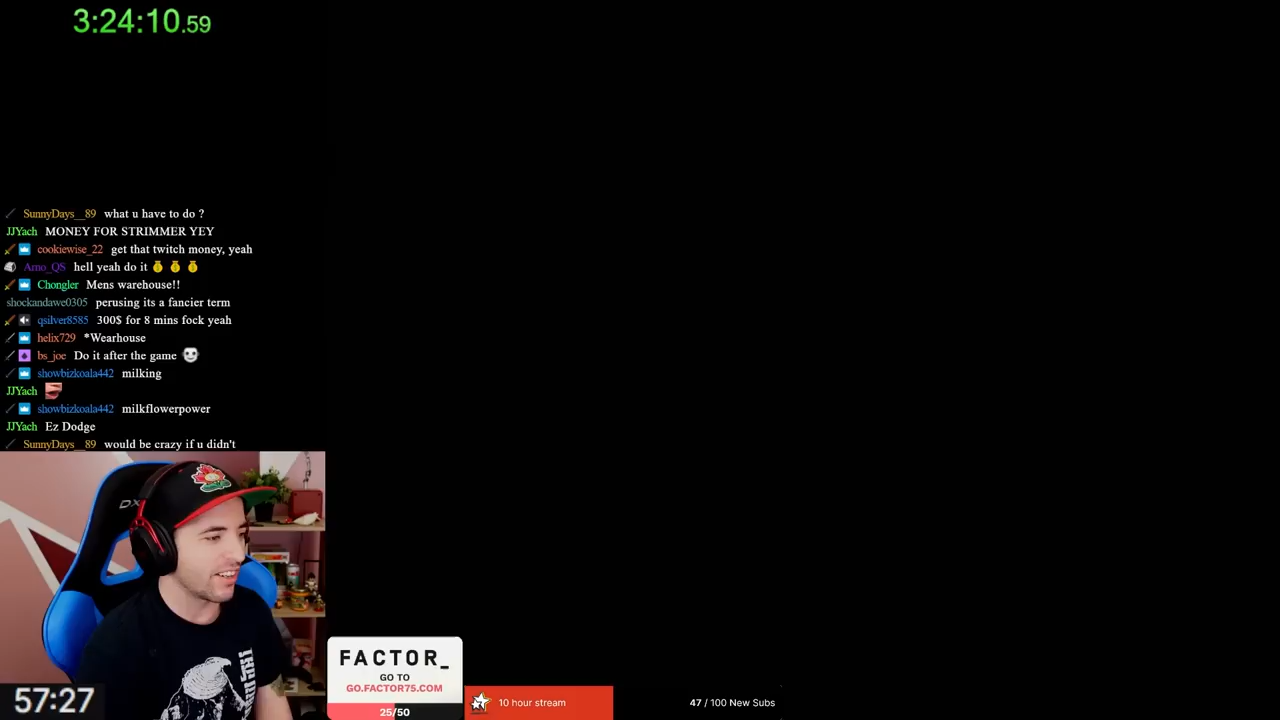 3:24:10.59
SunnyDays__89 what u have to do ?
JJYach MONEY FOR STRIMMER YEY
cookiewise_22 get that twitch money, yeah
Arno_QS hell yeah do it
Chongler Mens warehouse!!
shockandawe0305 perusing its a fancier term
qsilver8585 300$ for 8 mins fock yeah
helix729 *Wearhouse
bs_joe Do it after the game
showbizkoala442 milking
JJYach
showbizkoala442 milkflowerpower
JJYach Ez Dodge
SunnyDays__89 would be crazy if u didn't
DX
57:27
FACTOR_
GO TO
GO.FACTOR75.COM
25/50
10 hour stream
47 / 100 New Subs